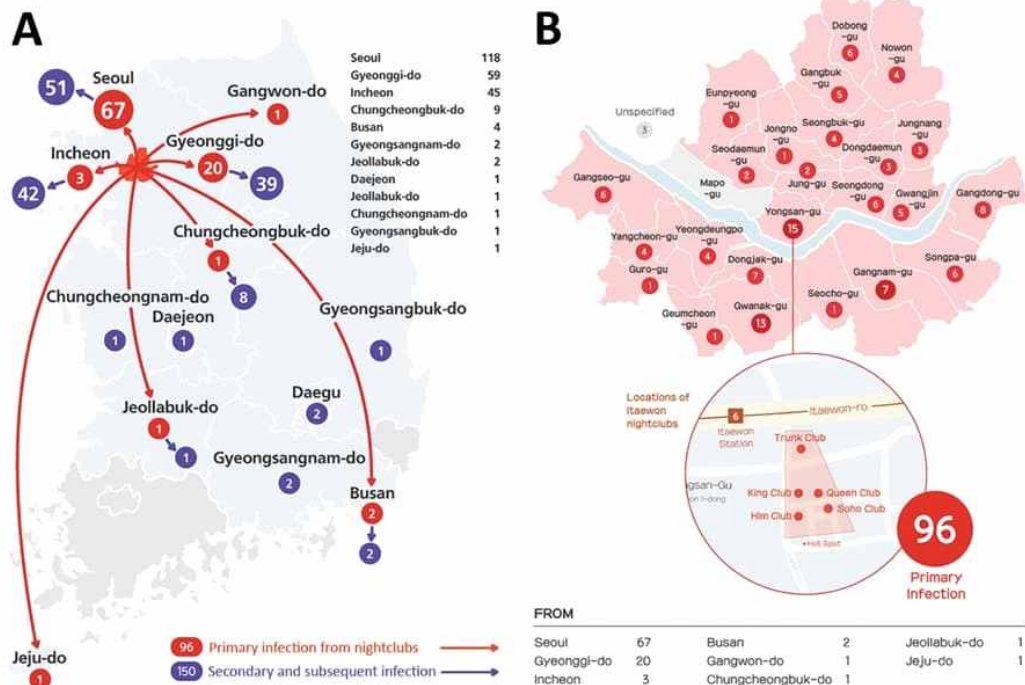 A
Seoul
51
67
Gangwon-do
1
Gyeonggi-do
Incheon
3
20
42
39
Chungcheongbuk-do
1
8
Chungcheongnam-do
Daejeon
1
1
Gyeongsangbuk-do
1
Daegu
2
Jeollabuk-do
1
1
Gyeongsangnam-do
2
Busan
2
2
Jeju-do
1
Seoul 118
Gyeonggi-do 59
Incheon 45
Chungcheongbuk-do 9
Busan 4
Gyeongsangnam-do 2
Jeollabuk-do 2
Daejeon 1
Jeollabuk-do 1
Chungcheongnam-do 1
Gyeongsangbuk-do 1
Jeju-do 1
96 Primary infection from nightclubs
150 Secondary and subsequent infection
B
Dobong
-gu
6
Nowon
-gu
4
Gangbuk
-gu
5
Eunpyeong
-gu
1
Unspecified
3
Jongno
-gu
1
Seongbuk-gu
4
Jungnang
-gu
3
Seodaemun
-gu
2
Dongdaemun
-gu
3
Gangseo-gu
6
Mapo
-gu
2
Jung-gu
Seongdong
-gu
6
Gwangjin
-gu
5
Gangdong-gu
8
Yongsan-gu
15
Yangcheon-gu
4
Yeongdeungpo
-gu
4
Dongjak-gu
7
Guro-gu
1
Gangnam-gu
7
Songpa-gu
6
Seocho-gu
1
Geumcheon
-gu
1
Gwanak-gu
13
Locations of
Itaewon
nightclubs
6
Itaewon
Station
Itaewon-ro
Trunk Club
ngsan-Gu
King Club
Queen Club
Him Club
Soho Club
Hot Spot
96
Primary
Infection
FROM
Seoul 67 Busan 2 Jeollabuk-do 1
Gyeonggi-do 20 Gangwon-do 1 Jeju-do 1
Incheon 3 Chungcheongbuk-do 1